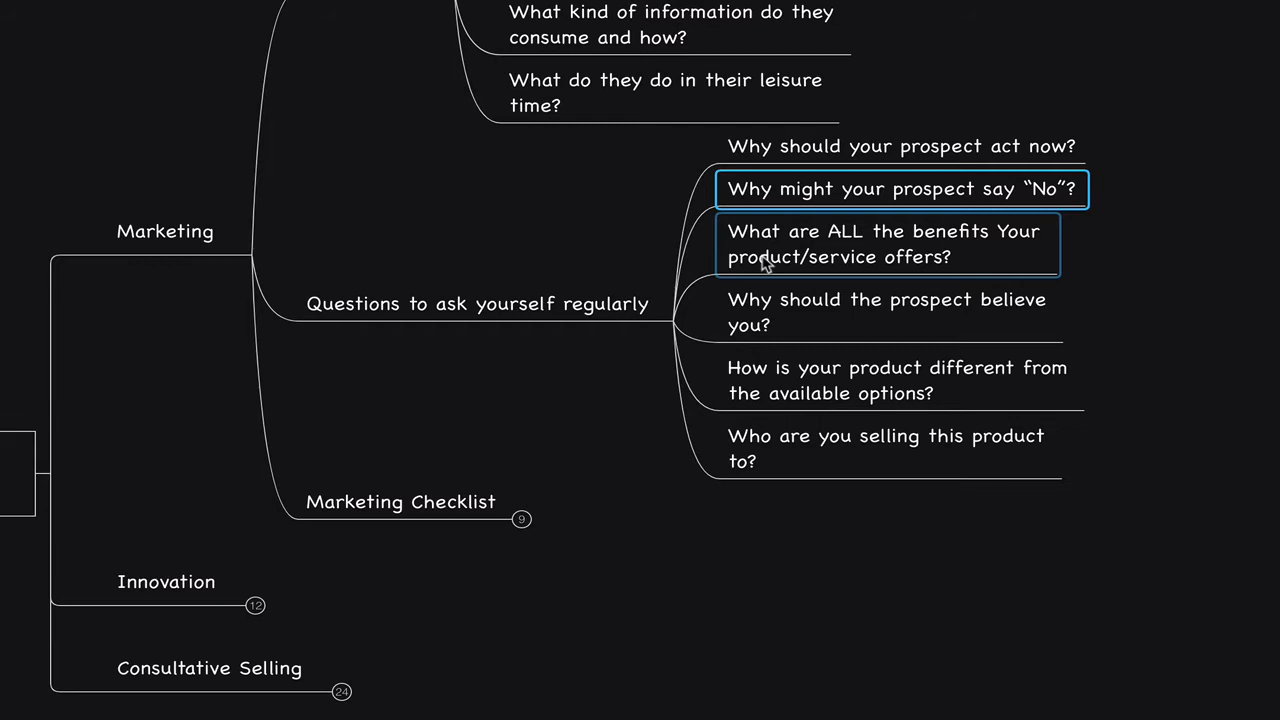 What kind of information do they
consume and how?
What do they do in their leisure
time?
Why should your prospect act now?
Why might your prospect say “No”?
What are ALL the benefits Your
product/service offers?
Why should the prospect believe
you?
How is your product different from
the available options?
Who are you selling this product
to?
Marketing
Questions to ask yourself regularly
Marketing Checklist
9
Innovation
12
Consultative Selling
24